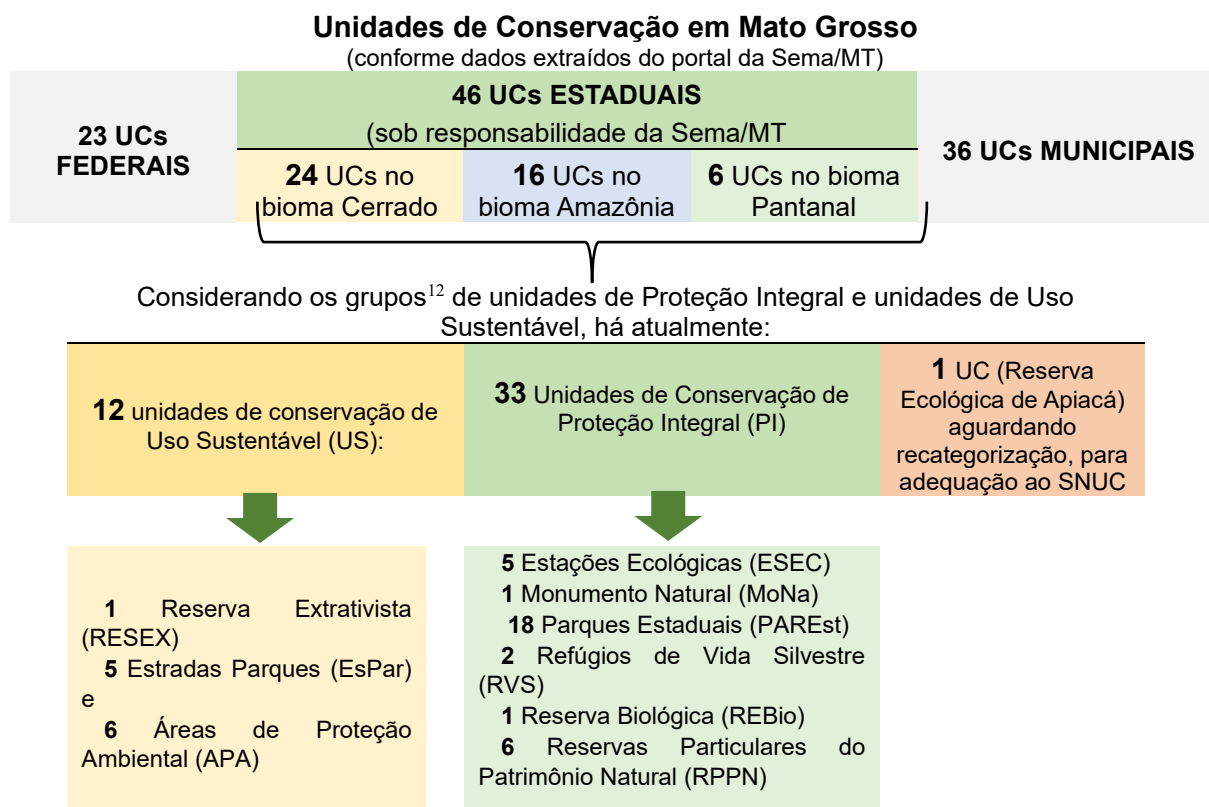 Unidades de Conservação em Mato Grosso
(conforme dados extraídos do portal da Sema/MT)
23 UCs
FEDERAIS
46 UCs ESTADUAIS
(sob responsabilidade da Sema/MT
24 UCs no
bioma Cerrado
16 UCs no
bioma Amazônia
6 UCs no bioma
Pantanal
36 UCs MUNICIPAIS
Considerando os grupos¹² de unidades de Proteção Integral e unidades de Uso
Sustentável, há atualmente:
12 unidades de conservação de
Uso Sustentável (US):
33 Unidades de Conservação de
Proteção Integral (PI)
1 UC (Reserva
Ecológica de Apiacá)
aguardando
recategorização, para
adequação ao SNUC
1 Reserva Extrativista
(RESEX)
5 Estradas Parques (EsPar)
e
6 Áreas de Proteção
Ambiental (APA)
5 Estações Ecológicas (ESEC)
1 Monumento Natural (MoNa)
18 Parques Estaduais (PAREst)
2 Refúgios de Vida Silvestre
(RVS)
1 Reserva Biológica (REBio)
6 Reservas Particulares do
Patrimônio Natural (RPPN)